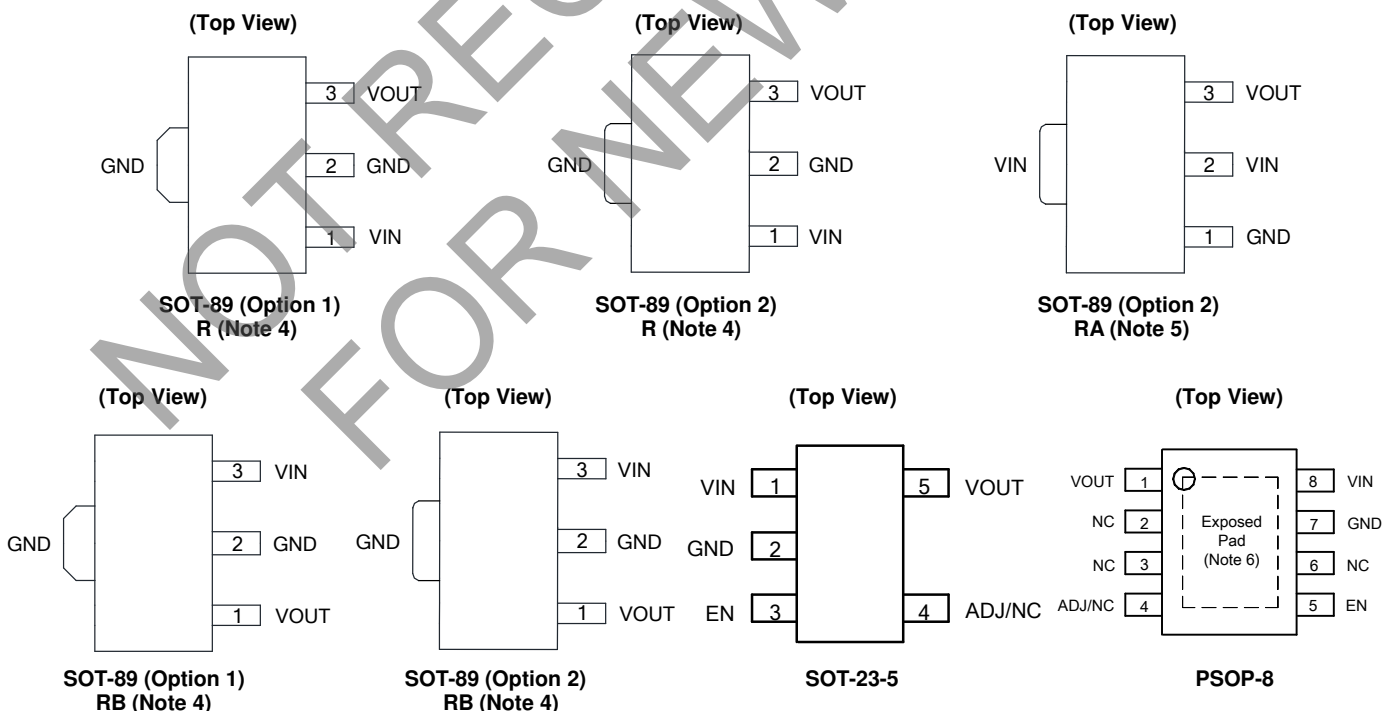 (Top View)
3 VOUT
GND
2 GND
1 VIN
SOT-89 (Option 1)
R (Note 4)
(Top View)
3 VOUT
GND
2 GND
1 VIN
SOT-89 (Option 2)
R (Note 4)
(Top View)
3 VOUT
VIN
2 VIN
1 GND
SOT-89 (Option 2)
RA (Note 5)
(Top View)
3 VIN
GND
2 GND
1 VOUT
SOT-89 (Option 1)
RB (Note 4)
(Top View)
3 VIN
GND
2 GND
1 VOUT
SOT-89 (Option 2)
RB (Note 4)
(Top View)
VIN 1
5 VOUT
GND 2
EN 3
4 ADJ/NC
SOT-23-5
(Top View)
VOUT 1
8 VIN
NC 2
7 GND
NC 3
6 NC
ADJ/NC 4
5 EN
Exposed
Pad
(Note 6)
PSOP-8
NOT
FOR NEW